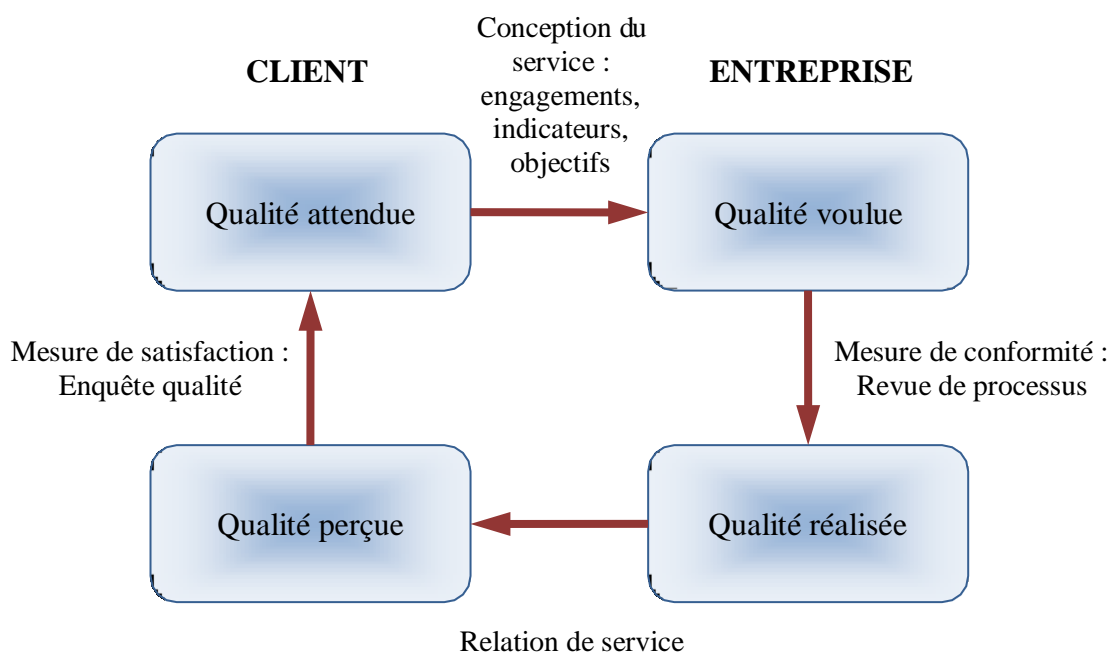 Conception du
service :
engagements,
indicateurs,
objectifs
CLIENT
ENTREPRISE
Qualité attendue
Qualité voulue
Mesure de satisfaction :
Enquête qualité
Mesure de conformité :
Revue de processus
Qualité perçue
Qualité réalisée
Relation de service